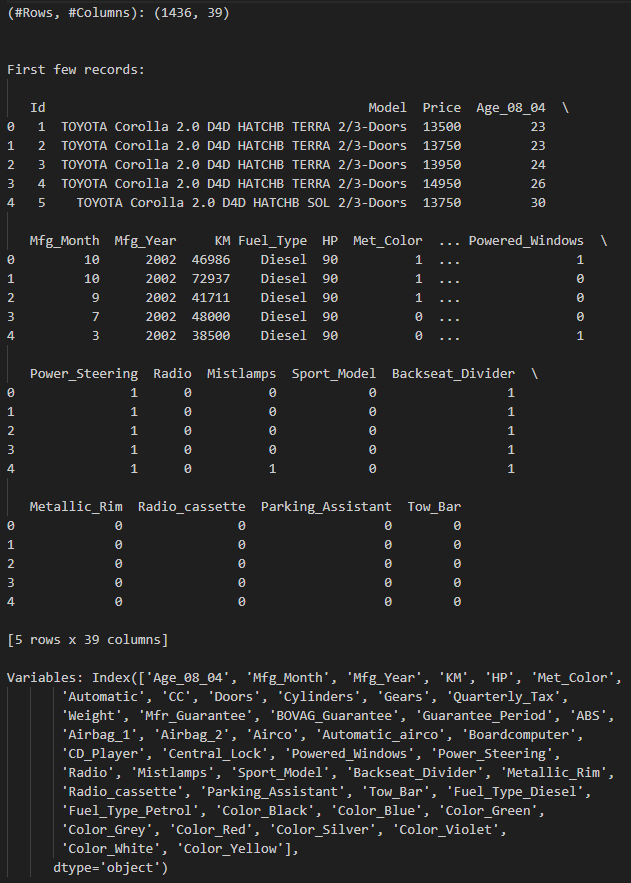 (#Rows, #Columns): (1436, 39)
First few records:
Id Model Price Age_08_04 \
0 1 TOYOTA Corolla 2.0 D4D HATCHB TERRA 2/3-Doors 13500 23
1 2 TOYOTA Corolla 2.0 D4D HATCHB TERRA 2/3-Doors 13750 23
2 3 TOYOTA Corolla 2.0 D4D HATCHB TERRA 2/3-Doors 13950 24
3 4 TOYOTA Corolla 2.0 D4D HATCHB TERRA 2/3-Doors 14950 26
4 5 TOYOTA Corolla 2.0 D4D HATCHB SOL 2/3-Doors 13750 30
Mfg_Month Mfg_Year KM Fuel_Type HP Met_Color ... Powered_Windows \
0 10 2002 46986 Diesel 90 1 ... 1
1 10 2002 72937 Diesel 90 1 ... 0
2 9 2002 41711 Diesel 90 1 ... 0
3 7 2002 48000 Diesel 90 0 ... 0
4 3 2002 38500 Diesel 90 0 ... 1
Power_Steering Radio Mistlamps Sport_Model Backseat_Divider \
0 1 0 0 0 1
1 1 0 0 0 1
2 1 0 0 0 1
3 1 0 0 0 1
4 1 0 1 0 1
Metallic_Rim Radio_cassette Parking_Assistant Tow_Bar
0 0 0 0 0
1 0 0 0 0
2 0 0 0 0
3 0 0 0 0
4 0 0 0 0
[5 rows x 39 columns]
Variables: Index(['Age_08_04', 'Mfg_Month', 'Mfg_Year', 'KM', 'HP', 'Met_Color',
'Automatic', 'CC', 'Doors', 'Cylinders', 'Gears', 'Quarterly_Tax',
'Weight', 'Mfr_Guarantee', 'BOVAG_Guarantee', 'Guarantee_Period', 'ABS',
'Airbag_1', 'Airbag_2', 'Airco', 'Automatic_airco', 'Boardcomputer',
'CD_Player', 'Central_Lock', 'Powered_Windows', 'Power_Steering',
'Radio', 'Mistlamps', 'Sport_Model', 'Backseat_Divider', 'Metallic_Rim',
'Radio_cassette', 'Parking_Assistant', 'Tow_Bar', 'Fuel_Type_Diesel',
'Fuel_Type_Petrol', 'Color_Black', 'Color_Blue', 'Color_Green',
'Color_Grey', 'Color_Red', 'Color_Silver', 'Color_Violet',
'Color_White', 'Color_Yellow'],
dtype='object')